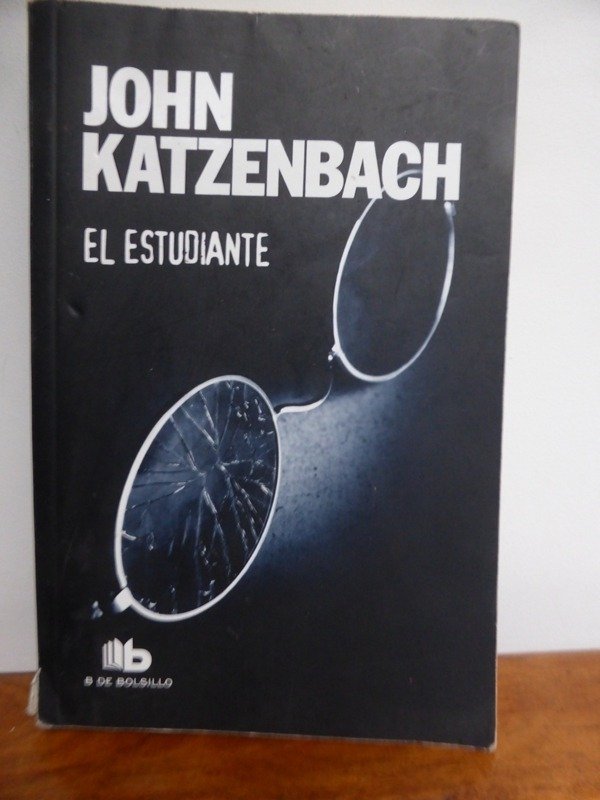 JOHN
KATZENBACH
EL ESTUDIANTE
b
B DE BOLSILLO